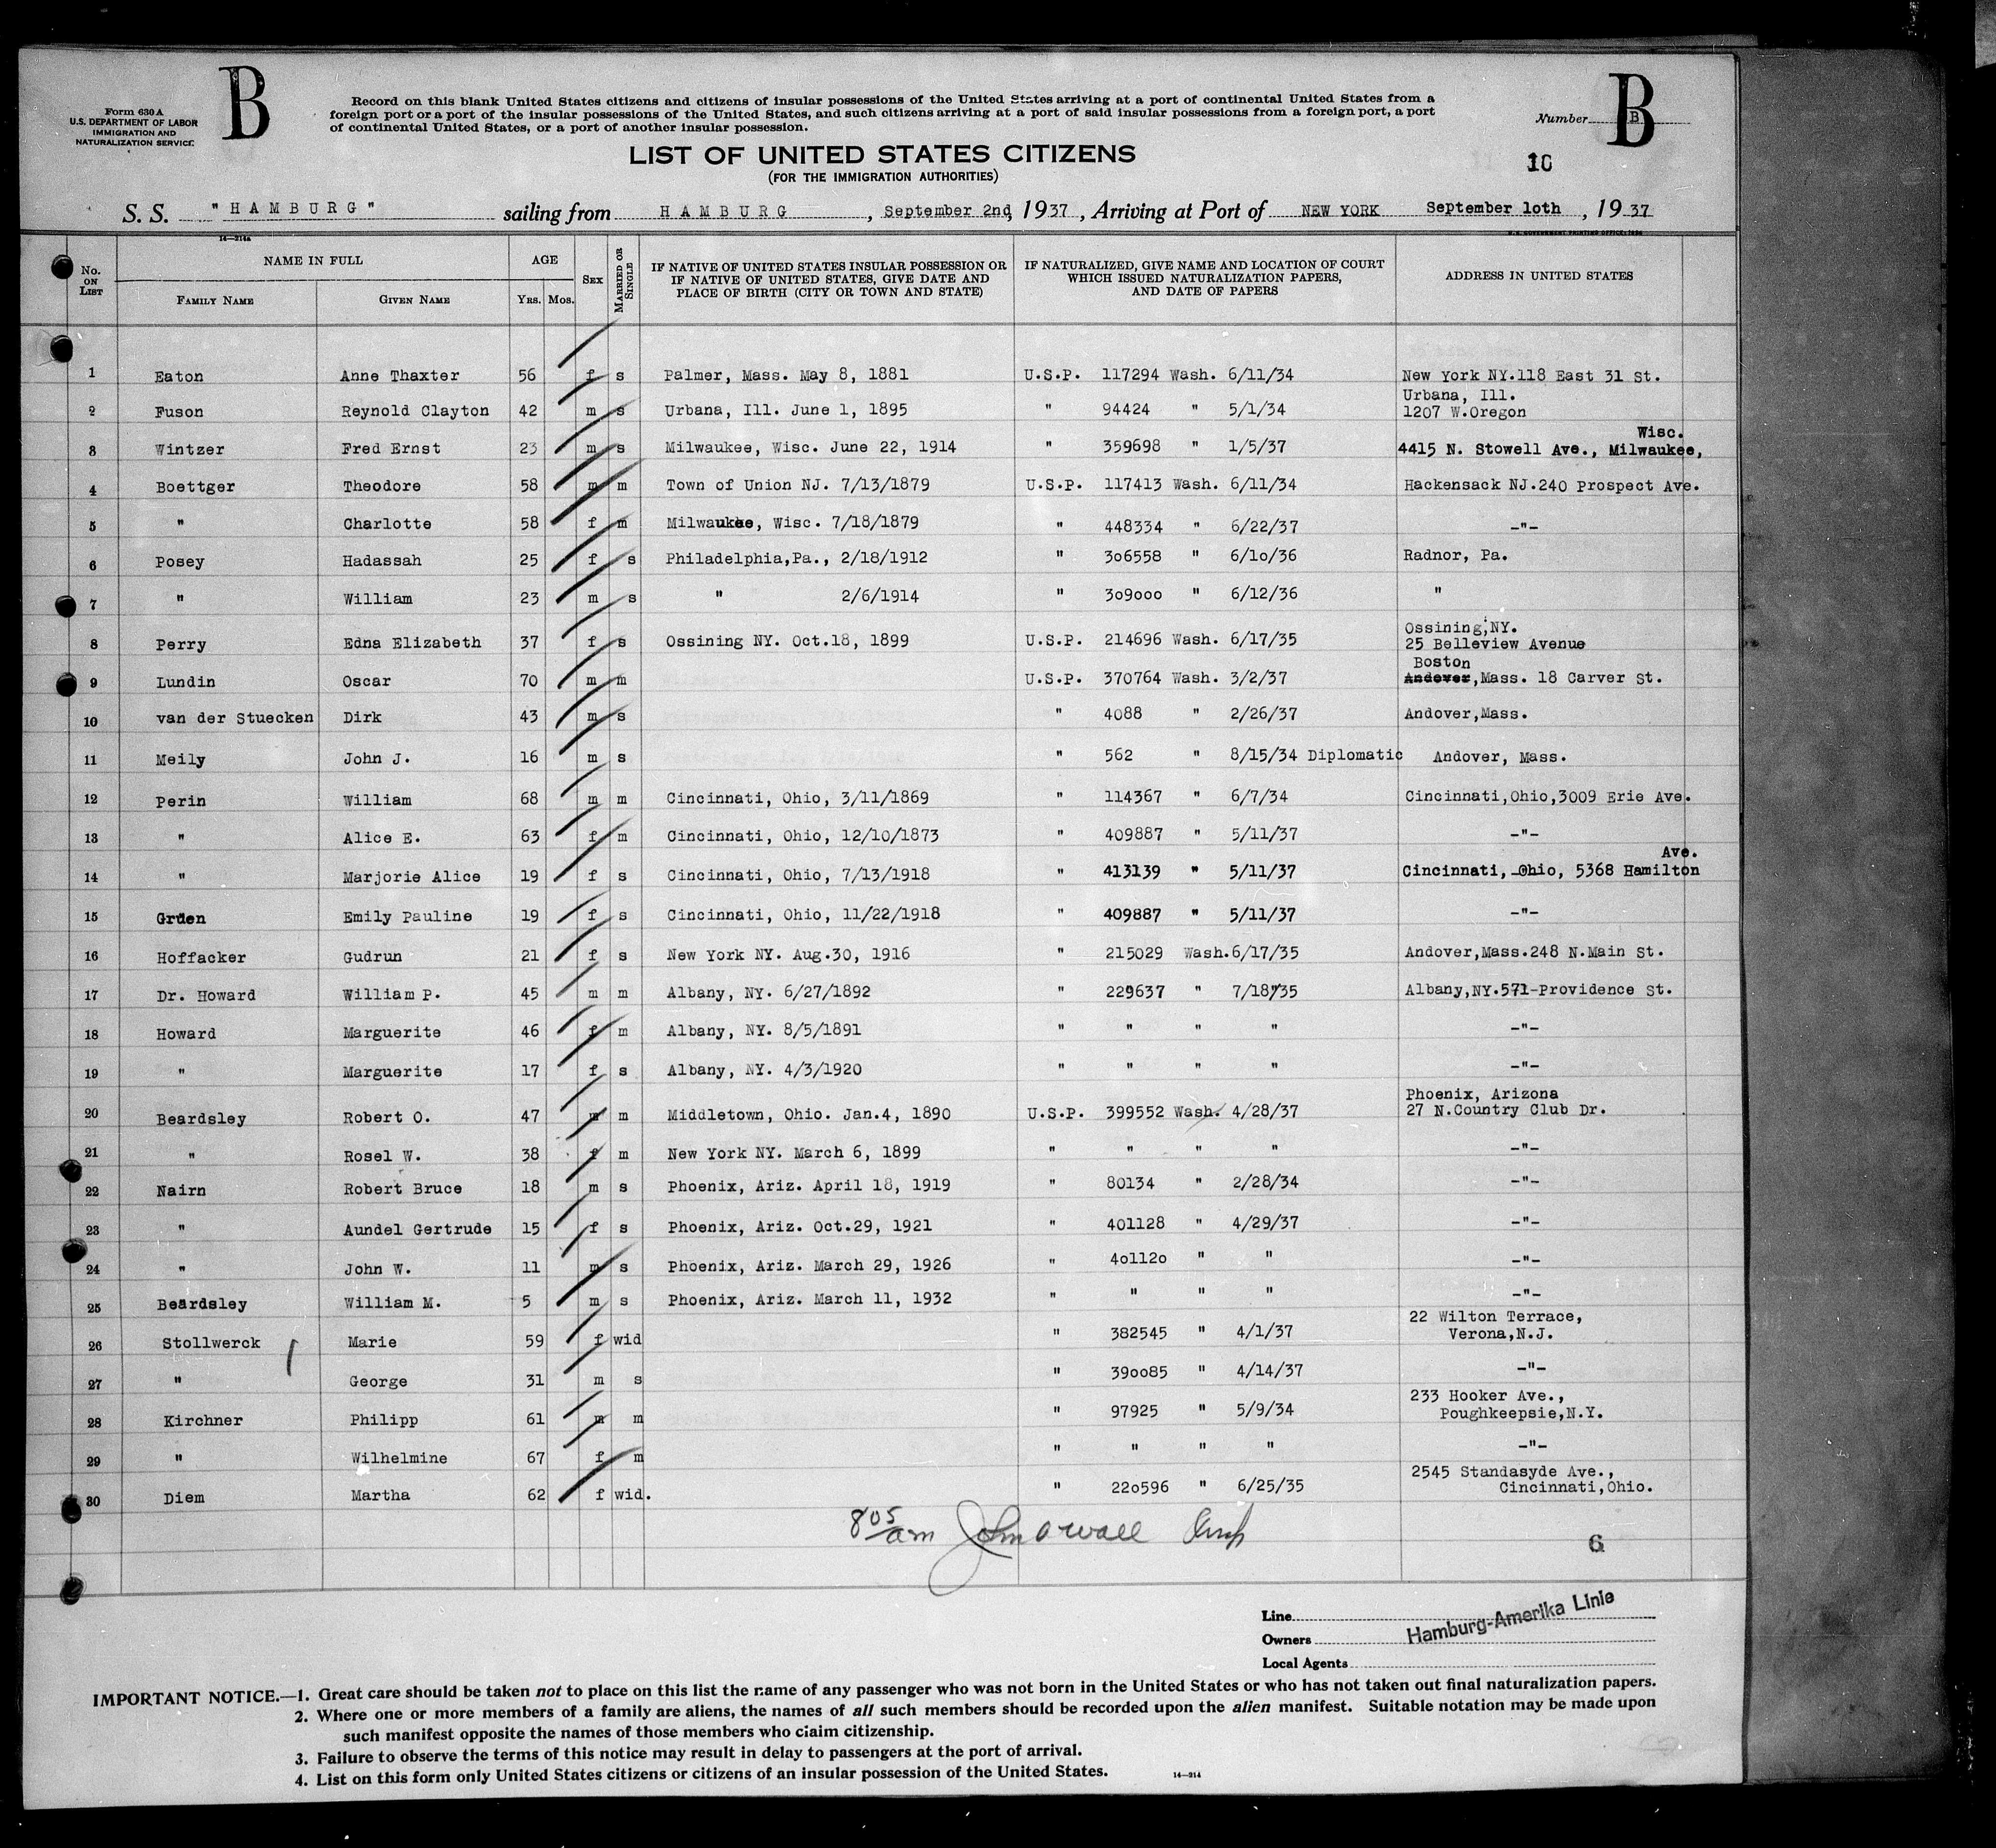 B
Form 630 A
U.S. DEPARTMENT OF LABOR
IMMIGRATION AND
NATURALIZATION SERVICE
Record on this blank United States citizens and citizens of insular possessions of the United States arriving at a port of continental United States from a
foreign port or a port of the insular possessions of the United States, and such citizens arriving at a port of said insular possessions from a foreign port, a port
of continental United States, or a port of another insular possession.
Number B
B
LIST OF UNITED STATES CITIZENS
(FOR THE IMMIGRATION AUTHORITIES)
10
S. S. "HAMBURG" sailing from HAMBURG, September 2nd, 1937, Arriving at Port of NEW YORK September 10th, 1937
14—214a
No. ON LIST
NAME IN FULL
FAMILY NAME GIVEN NAME
AGE
YRS. MOS.
SEX
MARRIED OR SINGLE
IF NATIVE OF UNITED STATES INSULAR POSSESSION OR
IF NATIVE OF UNITED STATES, GIVE DATE AND
PLACE OF BIRTH (CITY OR TOWN AND STATE)
IF NATURALIZED, GIVE NAME AND LOCATION OF COURT
WHICH ISSUED NATURALIZATION PAPERS,
AND DATE OF PAPERS
ADDRESS IN UNITED STATES
1 Eaton Anne Thaxter 56 f s Palmer, Mass. May 8, 1881 U.S.P. 117294 Wash. 6/11/34 New York NY.118 East 31 St.
2 Fuson Reynold Clayton 42 m s Urbana, Ill. June 1, 1895 " 94424 " 5/1/34 Urbana, Ill.
1207 W.Oregon
3 Wintzer Fred Ernst 23 m s Milwaukee, Wisc. June 22, 1914 " 359698 " 1/5/37 4415 N. Stowell Ave., Milwaukee, Wisc.
4 Boettger Theodore 58 m m Town of Union NJ. 7/13/1879 U.S.P. 117413 Wash. 6/11/34 Hackensack NJ.240 Prospect Ave.
5 " Charlotte 58 f m Milwaukee, Wisc. 7/18/1879 " 448334 " 6/22/37 -"-
6 Posey Hadassah 25 f s Philadelphia,Pa., 2/18/1912 " 306558 " 6/10/36 Radnor, Pa.
7 " William 23 m s " 2/6/1914 " 309000 " 6/12/36 "
8 Perry Edna Elizabeth 37 f s Ossining NY. Oct.18, 1899 U.S.P. 214696 Wash. 6/17/35 Ossining,NY.
25 Belleview Avenue
9 Lundin Oscar 70 m m U.S.P. 370764 Wash. 3/2/37 Boston
Andover,Mass. 18 Carver St.
10 van der Stuecken Dirk 43 m s " 4088 " 2/26/37 Andover,Mass.
11 Meily John J. 16 m s " 562 " 8/15/34 Diplomatic Andover, Mass.
12 Perin William 68 m m Cincinnati, Ohio, 3/11/1869 " 114367 " 6/7/34 Cincinnati,Ohio,3009 Erie Ave.
13 " Alice E. 63 f m Cincinnati, Ohio, 12/10/1873 " 409887 " 5/11/37 -"-
14 " Marjorie Alice 19 f s Cincinnati, Ohio, 7/13/1918 " 413139 " 5/11/37 Cincinnati, Ohio, 5368 Hamilton Ave.
15 Gruen Emily Pauline 19 f s Cincinnati, Ohio, 11/22/1918 " 409887 " 5/11/37 -"-
16 Hoffacker Gudrun 21 f s New York NY. Aug.30, 1916 " 215029 Wash.6/17/35 Andover,Mass.248 N.Main St.
17 Dr. Howard William P. 45 m m Albany, NY. 6/27/1892 " 229637 " 7/18/35 Albany,NY.571-Providence St.
18 Howard Marguerite 46 f m Albany, NY. 8/5/1891 " " " " -"-
19 " Marguerite 17 f s Albany, NY. 4/3/1920 " " " " -"-
20 Beardsley Robert O. 47 m m Middletown, Ohio. Jan.4, 1890 U.S.P. 399552 Wash. 4/28/37 Phoenix, Arizona
27 N.Country Club Dr.
21 " Rosel W. 38 f m New York NY. March 6, 1899 " " " " -"-
22 Nairn Robert Bruce 18 m s Phoenix, Ariz. April 18, 1919 " 80134 " 2/28/34 -"-
23 " Aundel Gertrude 15 f s Phoenix, Ariz. Oct.29, 1921 " 401128 " 4/29/37 -"-
24 " John W. 11 m s Phoenix, Ariz. March 29, 1926 " 401120 " " -"-
25 Beardsley William M. 5 m s Phoenix, Ariz. March 11, 1932 " " " " -"-
26 Stollwerck Marie 59 f wid " 382545 " 4/1/37 22 Wilton Terrace,
Verona,N.J.
27 " George 31 m s " 390085 " 4/14/37 -"-
28 Kirchner Philipp 61 m m " 97925 " 5/9/34 233 Hooker Ave.,
Poughkeepsie,N.Y.
29 " Wilhelmine 67 f m " " " " -"-
30 Diem Martha 62 f wid. " 220596 " 6/25/35 2545 Standasyde Ave.,
Cincinnati,Ohio.
8 05 am John A Wall Insp
6
Line
Owners Hamburg-Amerika Linie
Local Agents
IMPORTANT NOTICE.—1. Great care should be taken not to place on this list the name of any passenger who was not born in the United States or who has not taken out final naturalization papers.
2. Where one or more members of a family are aliens, the names of all such members should be recorded upon the alien manifest. Suitable notation may be made upon
such manifest opposite the names of those members who claim citizenship.
3. Failure to observe the terms of this notice may result in delay to passengers at the port of arrival.
4. List on this form only United States citizens or citizens of an insular possession of the United States.
14—214